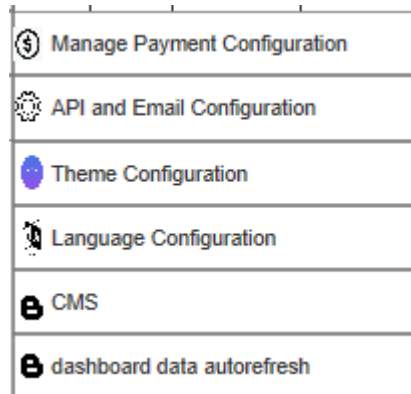 Manage Payment Configuration
API and Email Configuration
Theme Configuration
Language Configuration
CMS
dashboard data autorefresh